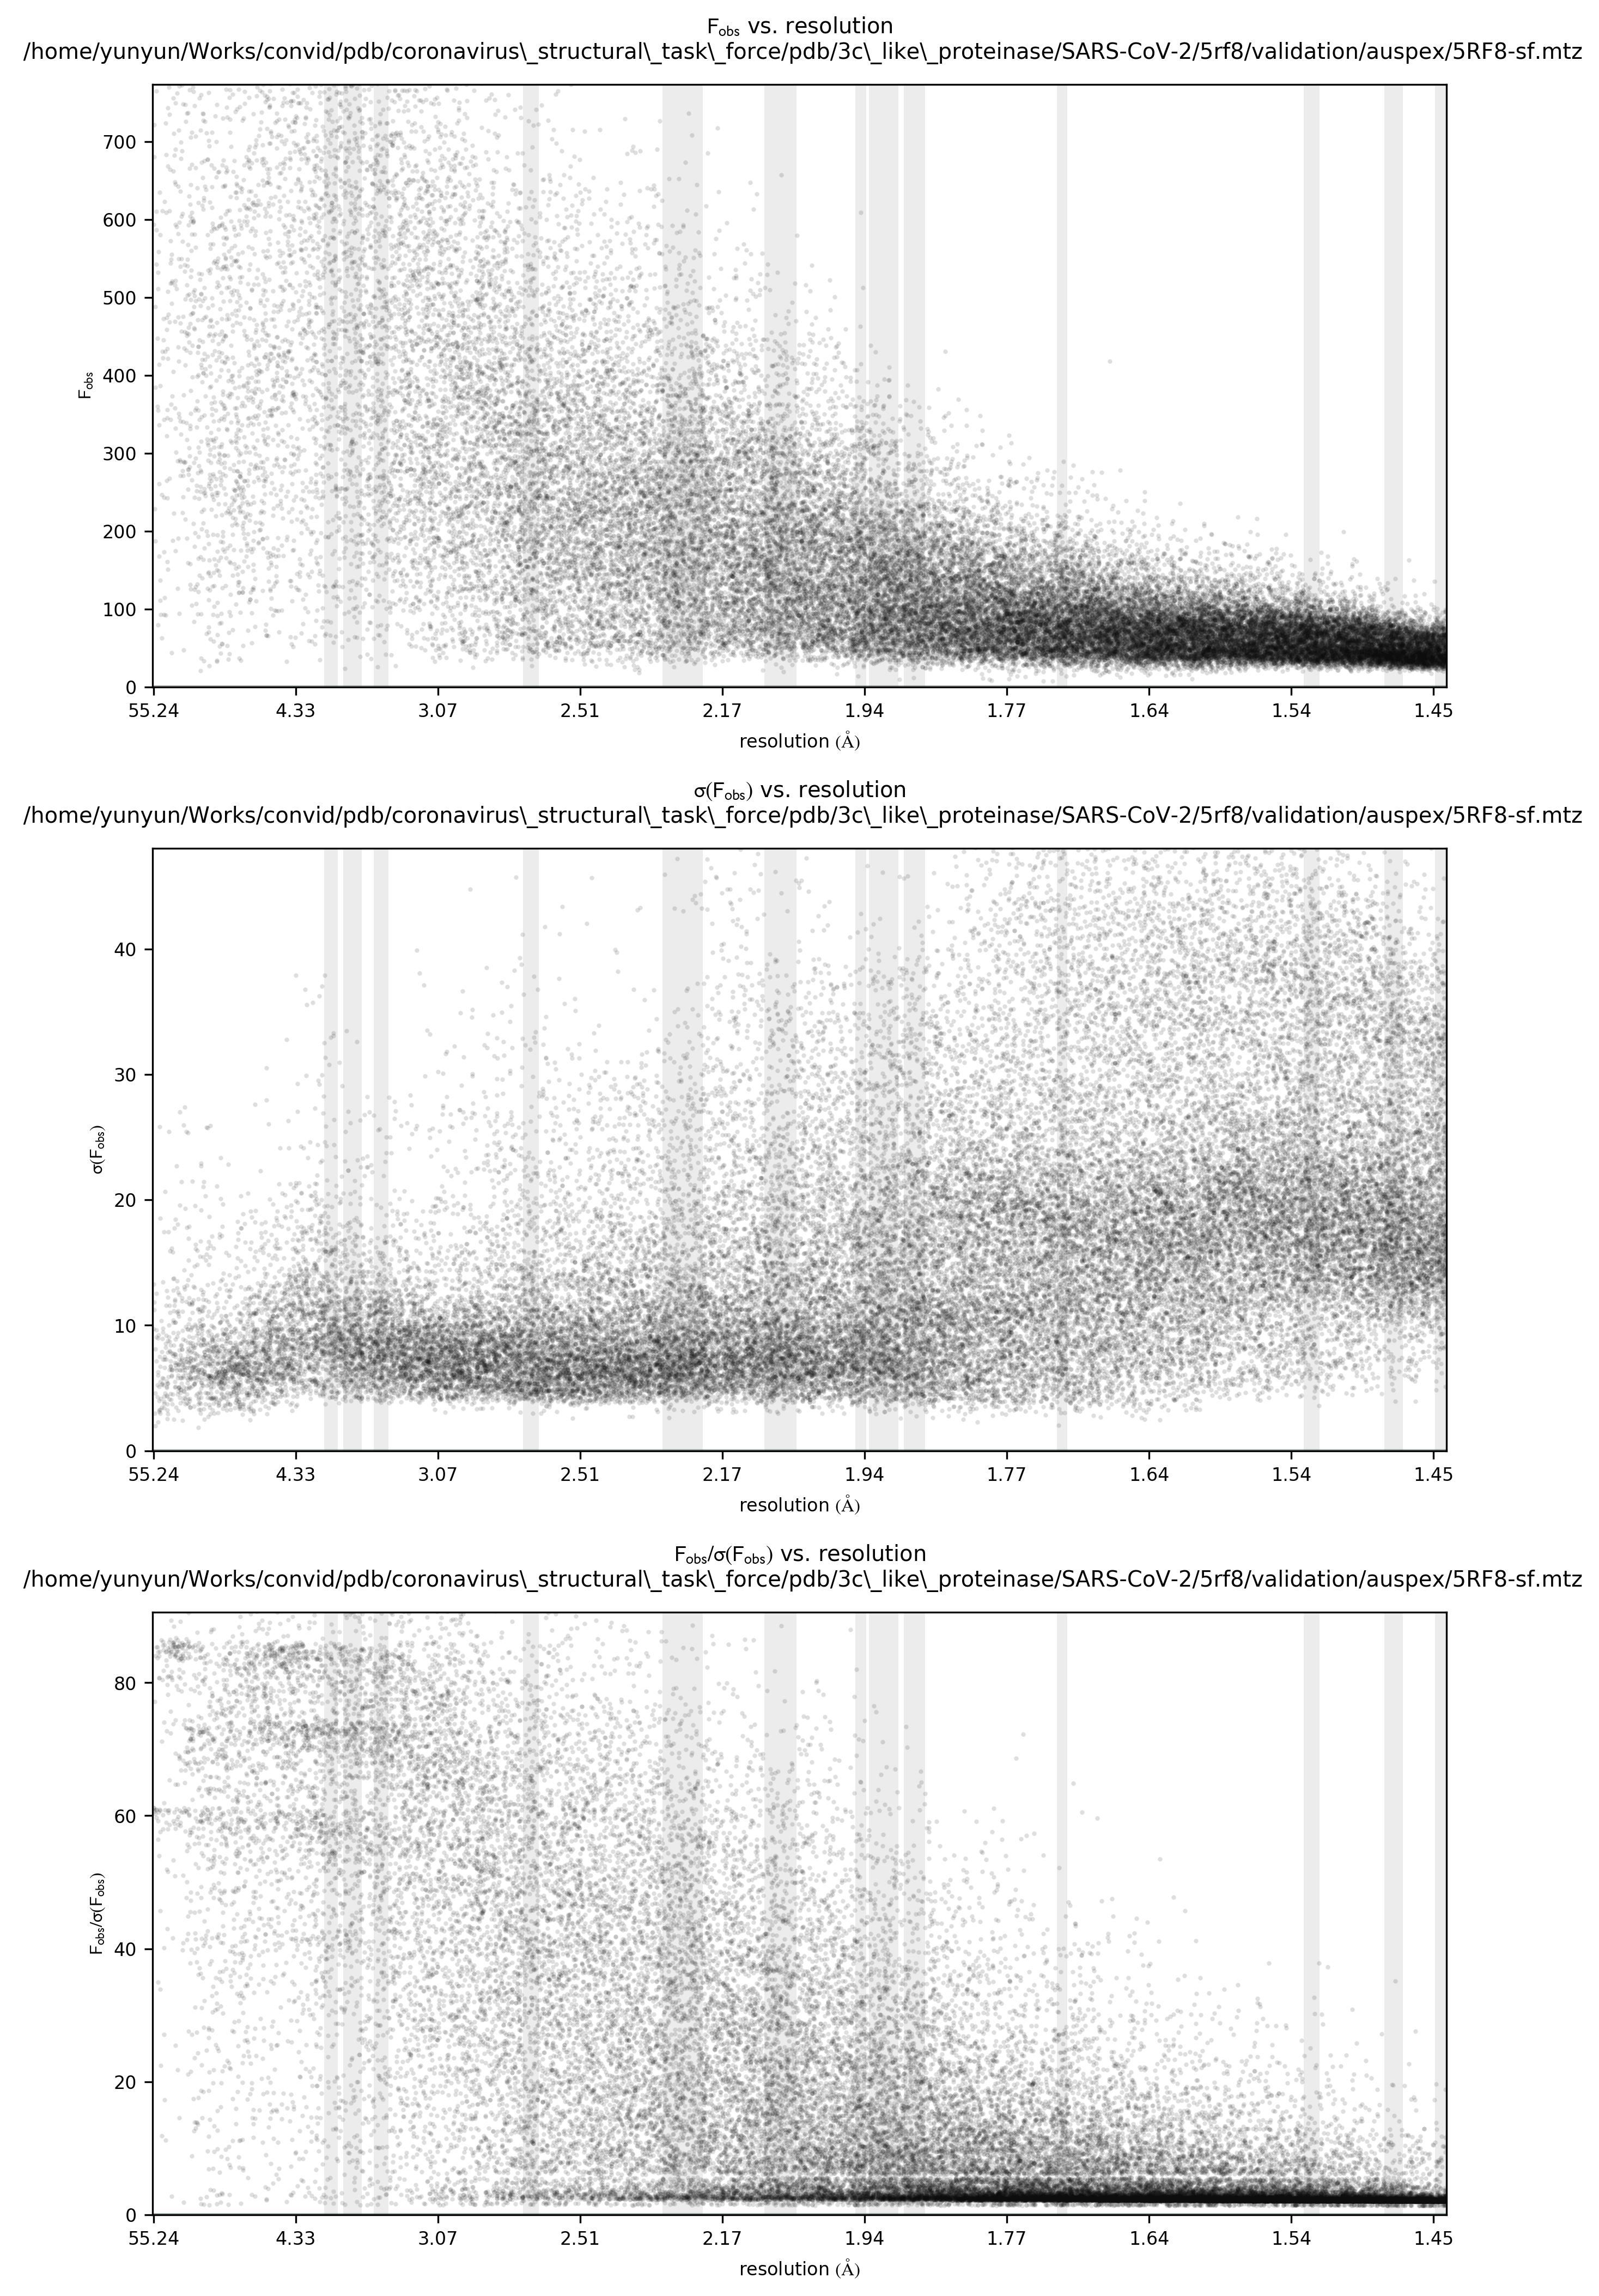 Fobs vs. resolution
/home/yunyun/Works/convid/pdb/coronavirus\_structural\_task\_force/pdb/3c\_like\_proteinase/SARS-CoV-2/5rf8/validation/auspex/5RF8-sf.mtz
700
600
500
400
300
200
100
0
Fobs
55.24 4.33 3.07 2.51 2.17 1.94 1.77 1.64 1.54 1.45
resolution (Å)
σ(Fobs) vs. resolution
/home/yunyun/Works/convid/pdb/coronavirus\_structural\_task\_force/pdb/3c\_like\_proteinase/SARS-CoV-2/5rf8/validation/auspex/5RF8-sf.mtz
40
30
20
10
0
σ(Fobs)
55.24 4.33 3.07 2.51 2.17 1.94 1.77 1.64 1.54 1.45
resolution (Å)
Fobs/σ(Fobs) vs. resolution
/home/yunyun/Works/convid/pdb/coronavirus\_structural\_task\_force/pdb/3c\_like\_proteinase/SARS-CoV-2/5rf8/validation/auspex/5RF8-sf.mtz
80
60
40
20
0
Fobs/σ(Fobs)
55.24 4.33 3.07 2.51 2.17 1.94 1.77 1.64 1.54 1.45
resolution (Å)